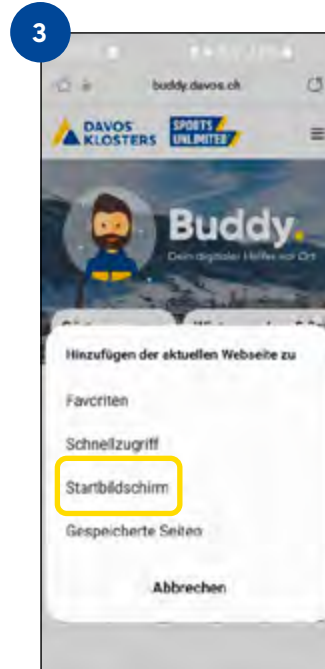 3
buddy.davos.ch
DAVOS
KLOSTERS
SPORTS
UNLIMITED
Buddy.
Dein digitaler Helfer vor Ort
Hinzufügen der aktuellen Webseite zu
Favoriten
Schnellzugriff
Startbildschirm
Gespeicherte Seiten
Abbrechen